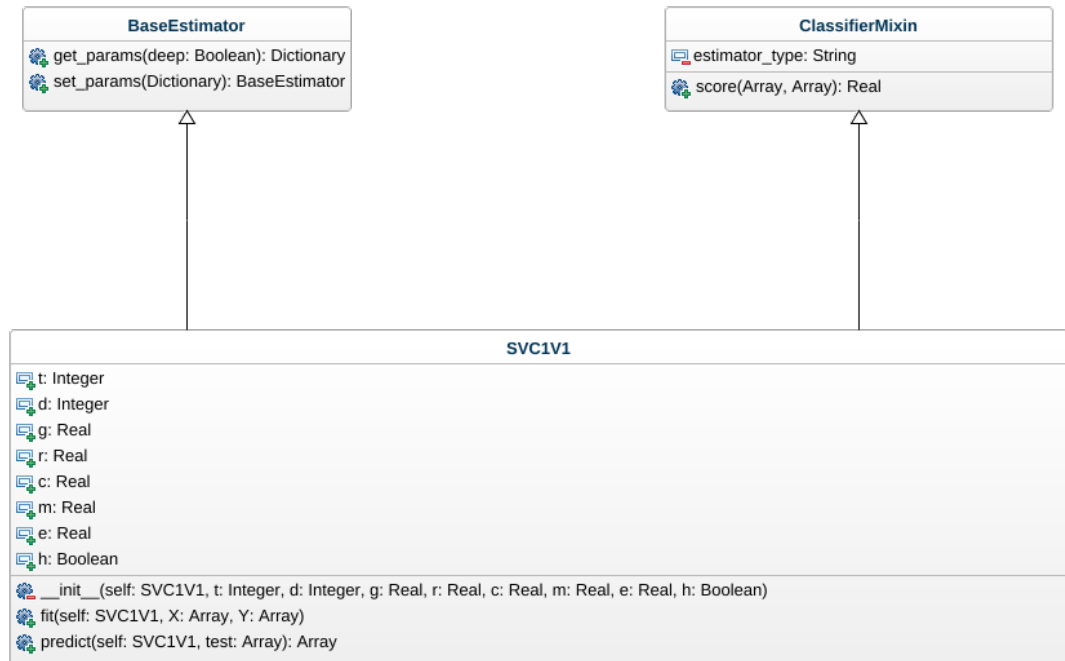 BaseEstimator
get_params(deep: Boolean): Dictionary
set_params(Dictionary): BaseEstimator
ClassifierMixin
estimator_type: String
score(Array, Array): Real
SVC1V1
t: Integer
d: Integer
g: Real
r: Real
c: Real
m: Real
e: Real
h: Boolean
__init__(self: SVC1V1, t: Integer, d: Integer, g: Real, r: Real, c: Real, m: Real, e: Real, h: Boolean)
fit(self: SVC1V1, X: Array, Y: Array)
predict(self: SVC1V1, test: Array): Array